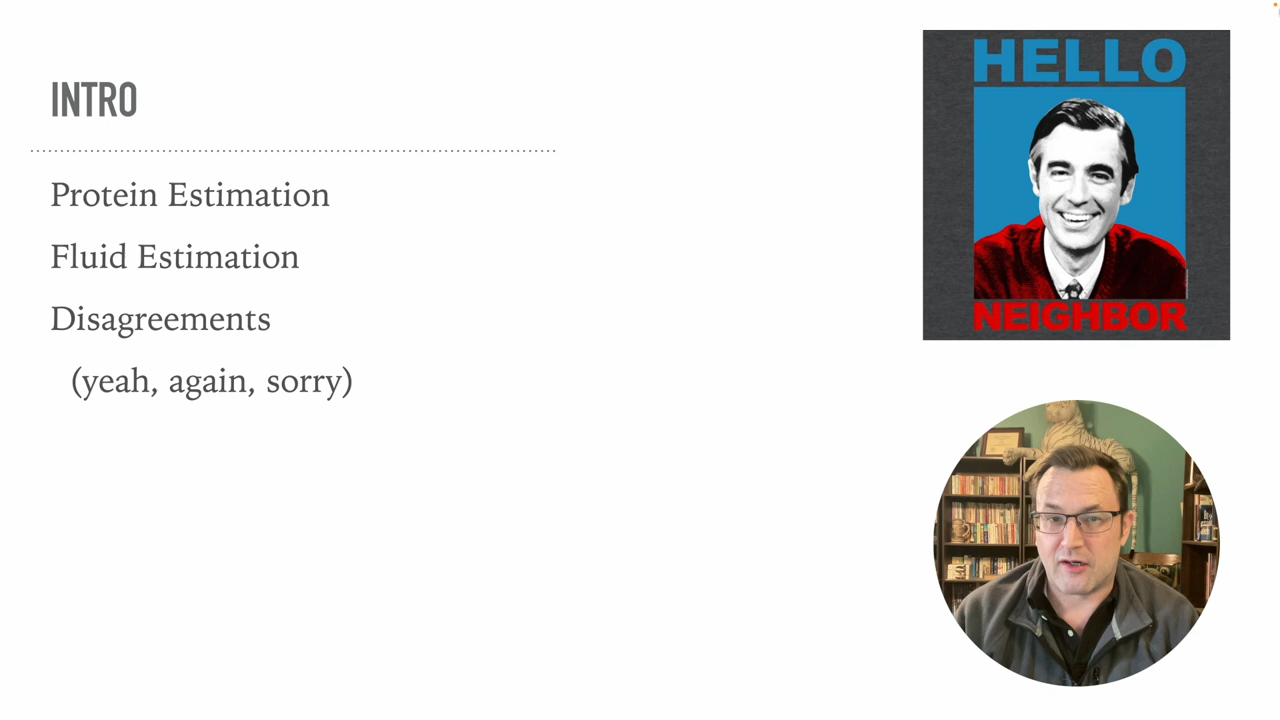 INTRO
Protein Estimation
Fluid Estimation
Disagreements
(yeah, again, sorry)
HELLO
NEIGHBOR